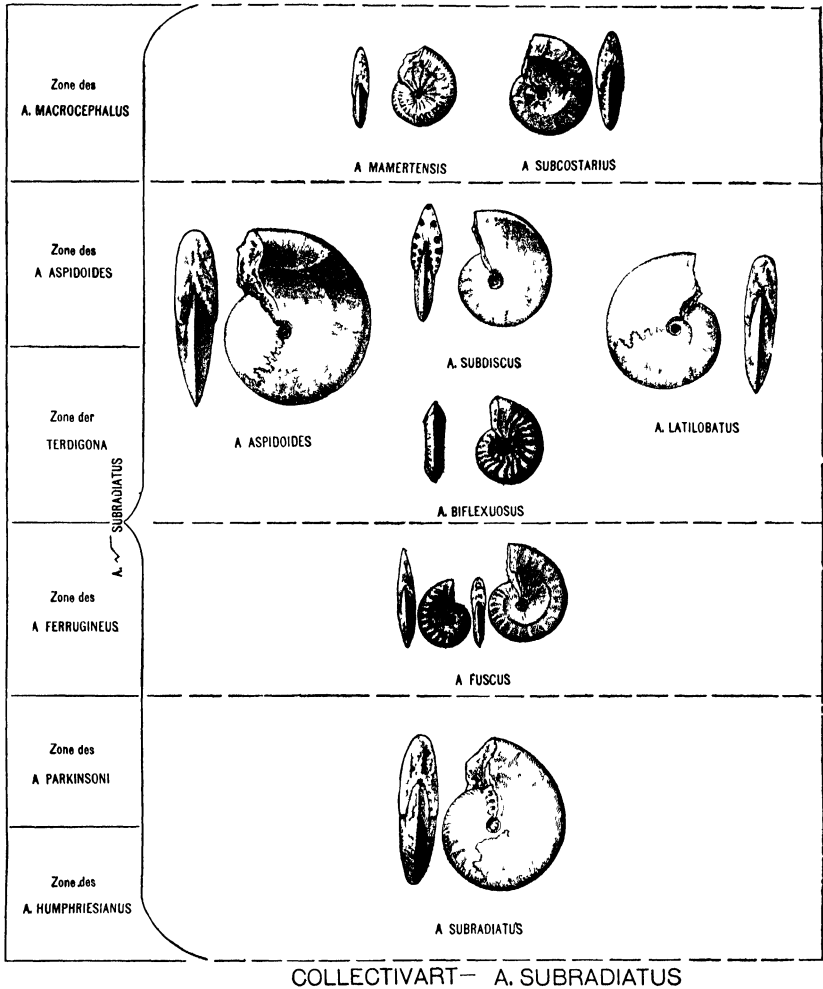 Zone des
A. MACROCEPHALUS
A MAMERTENSIS
A SUBCOSTARIUS
Zone des
A ASPIDOIDES
A. SUBDISCUS
Zone der
TERDIGONA
A ASPIDOIDES
A. LATILOBATUS
A. BIFLEXUOSUS
A. SUBRADIATUS
Zone des
A FERRUGINEUS
A FUSCUS
Zone des
A PARKINSONI
Zone des
A. HUMPHRIESIANUS
A SUBRADIATUS
COLLECTIVART— A. SUBRADIATUS